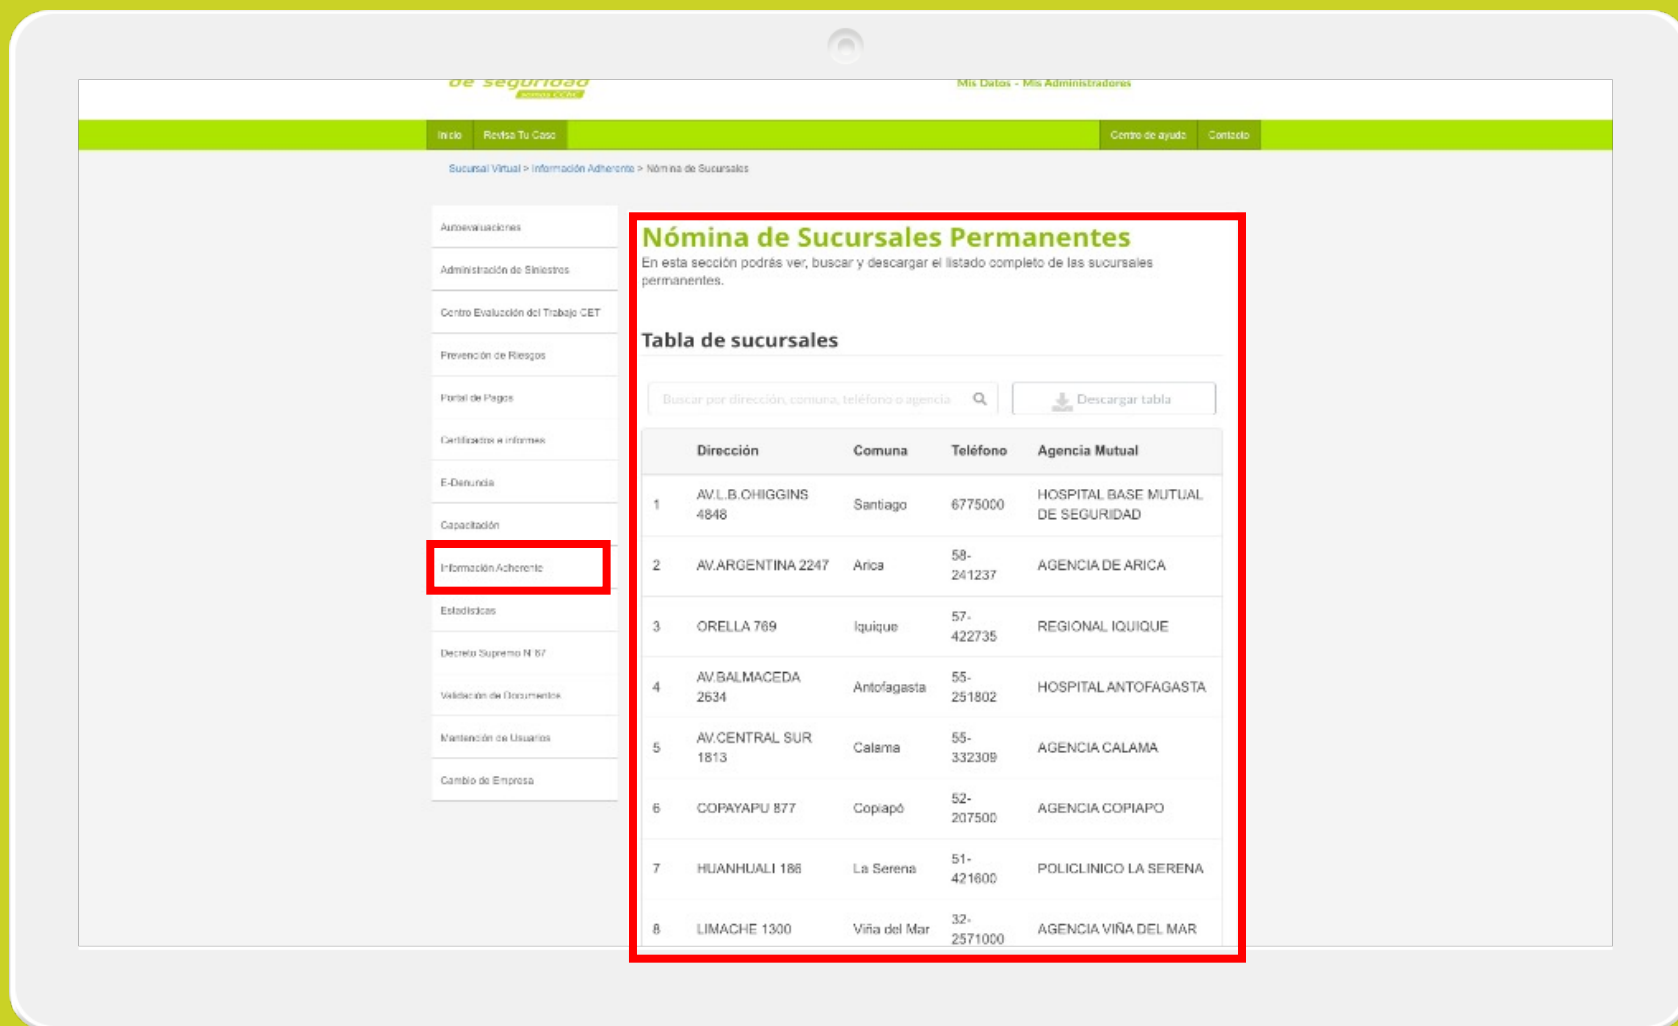 de seguridad
somos CChC
Mis Datos - Mis Administradores
Inicio Revisa Tu Caso Centro de ayuda Contacto
Sucursal Virtual > Información Adherente > Nómina de Sucursales
Autoevaluaciones
Administración de Siniestros
Centro Evaluación del Trabajo CET
Prevención de Riesgos
Portal de Pagos
Certificados e informes
E-Denuncia
Capacitación
Información Adherente
Estadísticas
Decreto Supremo N°67
Validación de Documentos
Mantención de Usuarios
Cambio de Empresa
Nómina de Sucursales Permanentes
En esta sección podrás ver, buscar y descargar el listado completo de las sucursales
permanentes.
Tabla de sucursales
Buscar por dirección, comuna, teléfono o agencia
Descargar tabla
Dirección Comuna Teléfono Agencia Mutual
1 AV.L.B.OHIGGINS 4848 Santiago 6775000 HOSPITAL BASE MUTUAL DE SEGURIDAD
2 AV.ARGENTINA 2247 Arica 58-241237 AGENCIA DE ARICA
3 ORELLA 769 Iquique 57-422735 REGIONAL IQUIQUE
4 AV.BALMACEDA 2634 Antofagasta 55-251802 HOSPITAL ANTOFAGASTA
5 AV.CENTRAL SUR 1813 Calama 55-332309 AGENCIA CALAMA
6 COPAYAPU 877 Copiapó 52-207500 AGENCIA COPIAPO
7 HUANHUALI 186 La Serena 51-421600 POLICLINICO LA SERENA
8 LIMACHE 1300 Viña del Mar 32-2571000 AGENCIA VIÑA DEL MAR